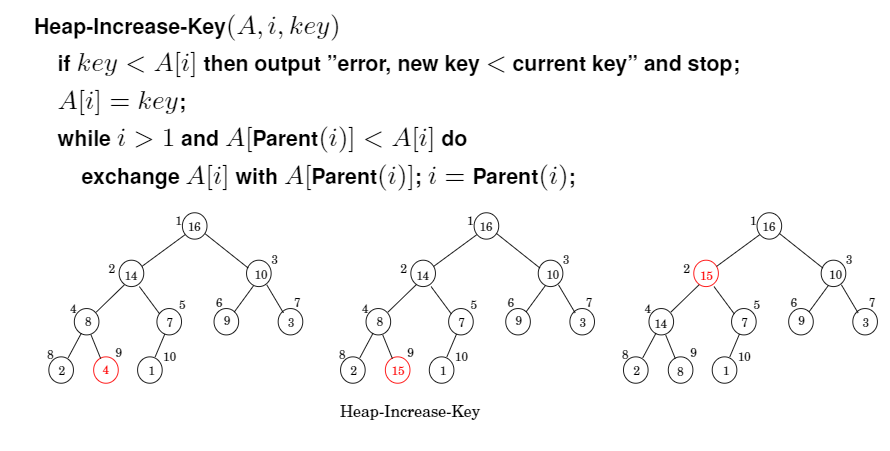 Heap-Increase-Key(A, i, key)
if key < A[i] then output ”error, new key < current key” and stop;
A[i] = key;
while i > 1 and A[Parent(i)] < A[i] do
exchange A[i] with A[Parent(i)]; i = Parent(i);
1 16 1 16 1 16
2 14 3 10 2 14 3 10 2 15 3 10
4 8 5 7 6 9 7 3 4 8 5 7 6 9 7 3 4 14 5 7 6 9 7 3
8 2 9 4 10 1 8 2 9 15 10 1 8 2 9 8 10 1
Heap-Increase-Key